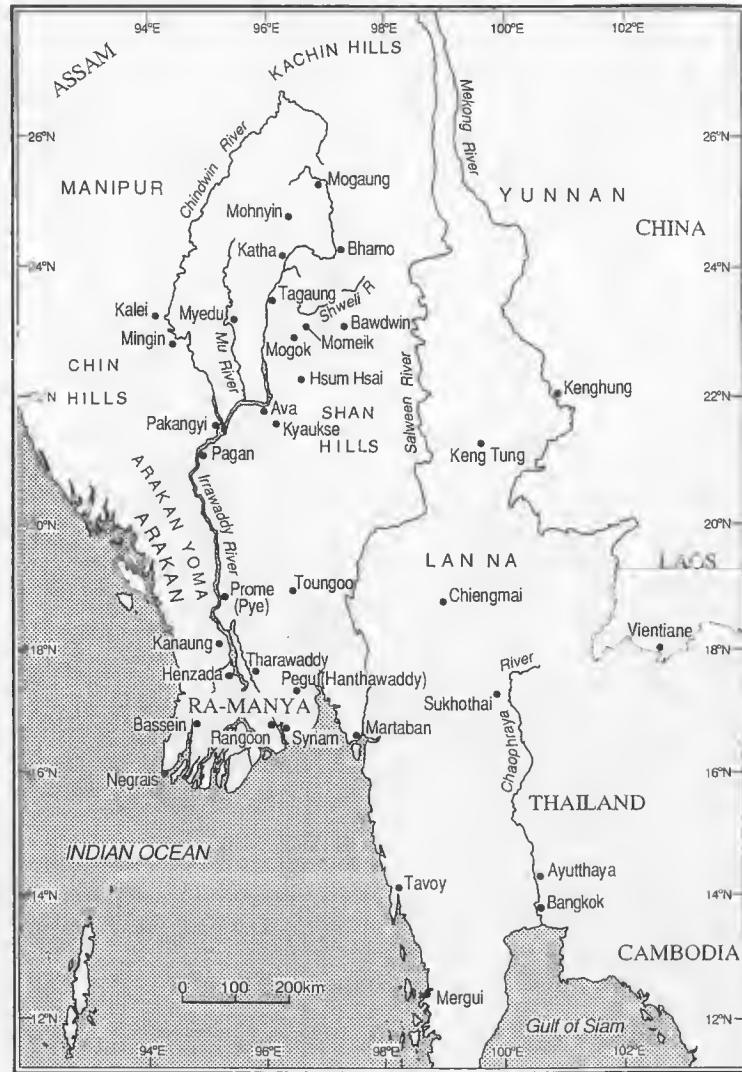 94°E
96°E
98°E
100°E
102°E
KACHIN HILLS
ASSAM
26°N
26°N
Chindwin River
Mekong River
MANIPUR
Mogaung
YUNNAN
Mohnyin
CHINA
Katha
Bhamo
24°N
24°N
Tagaung
Shweli R
Kalei
Myedu
Bawdwin
Mingin
Momeik
Mogok
Mu River
CHIN
HILLS
Hsum Hsai
Salween River
Kenghung
2°N
22°N
Ava
SHAN
HILLS
Pakangyi
Kyaukse
Keng Tung
Pagan
ARAKAN YOMA
ARAKAN
Irrawaddy River
20°N
20°N
LAN NA
LAOS
Toungoo
Prome
(Pye)
Chiengmai
Kanaung
Vientiane
18°N
18°N
Tharawaddy
River
Henzada
Pegu (Hanthawaddy)
Sukhothai
RA-MANYA
Bassein
Rangoon
Syriam
Martaban
Chaophraya
Negrais
16°N
16°N
THAILAND
INDIAN OCEAN
Ayutthaya
Tavoy
14°N
14°N
Bangkok
CAMBODIA
0 100 200km
Mergui
12°N
12°N
Gulf of Siam
94°E
96°E
98°E
100°E
102°E